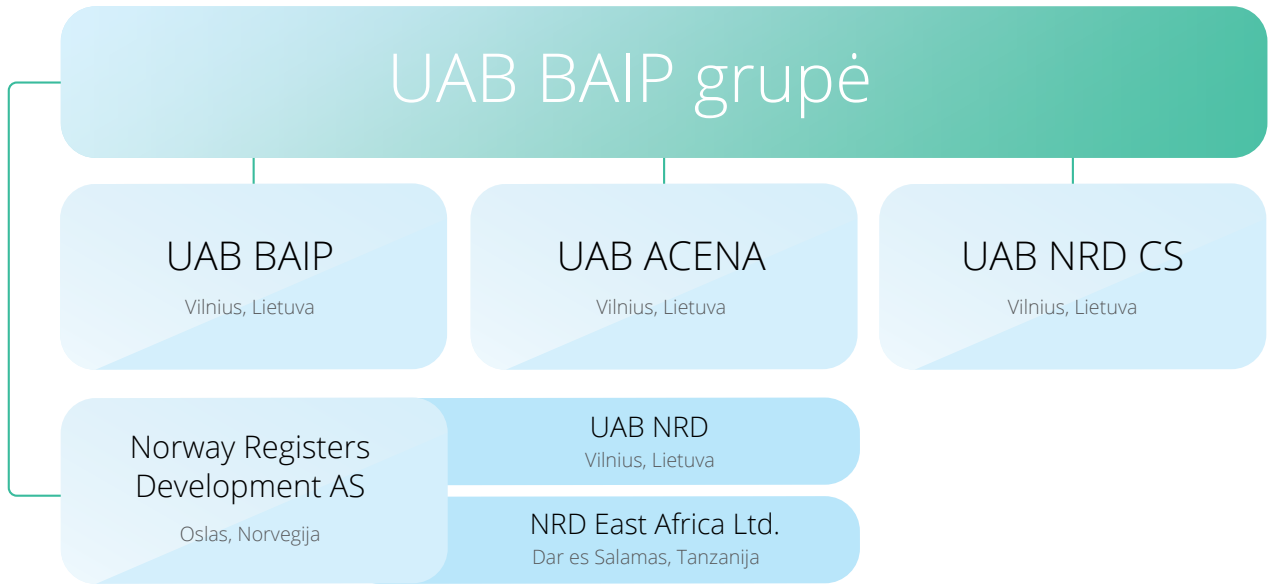 UAB BAIP grupė
UAB BAIP
Vilnius, Lietuva
UAB ACENA
Vilnius, Lietuva
UAB NRD CS
Vilnius, Lietuva
Norway Registers
Development AS
Oslas, Norvegija
UAB NRD
Vilnius, Lietuva
NRD East Africa Ltd.
Dar es Salamas, Tanzanija